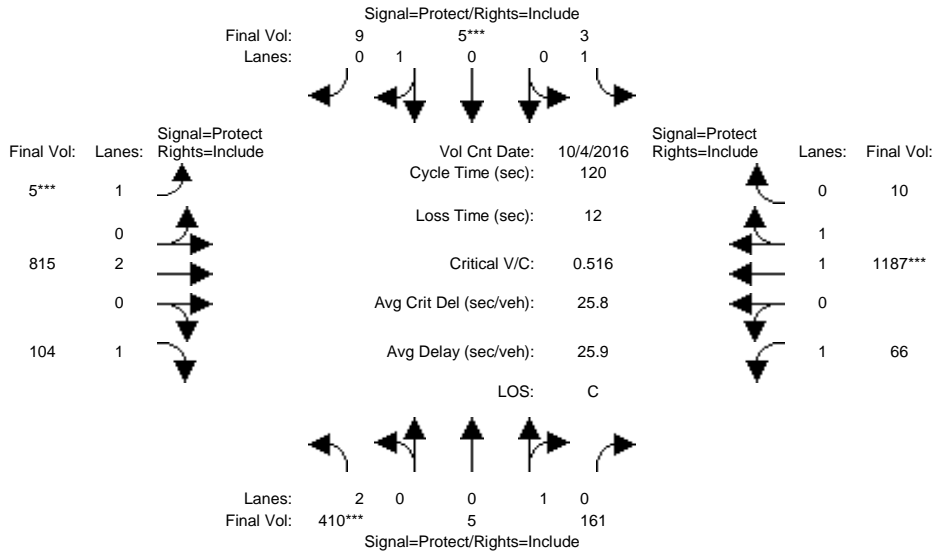 Signal=Protect/Rights=Include
Final Vol: 9 5*** 3
Lanes: 0 1 0 0 1
Signal=Protect Signal=Protect
Final Vol: Lanes: Rights=Include Vol Cnt Date: 10/4/2016 Rights=Include Lanes: Final Vol:
Cycle Time (sec): 120
5*** 1 0 10
Loss Time (sec): 12
0 1
815 2 Critical V/C: 0.516 1 1187***
0 Avg Crit Del (sec/veh): 25.8 0
104 1 Avg Delay (sec/veh): 25.9 1 66
LOS: C
Lanes: 2 0 0 1 0
Final Vol: 410*** 5 161
Signal=Protect/Rights=Include